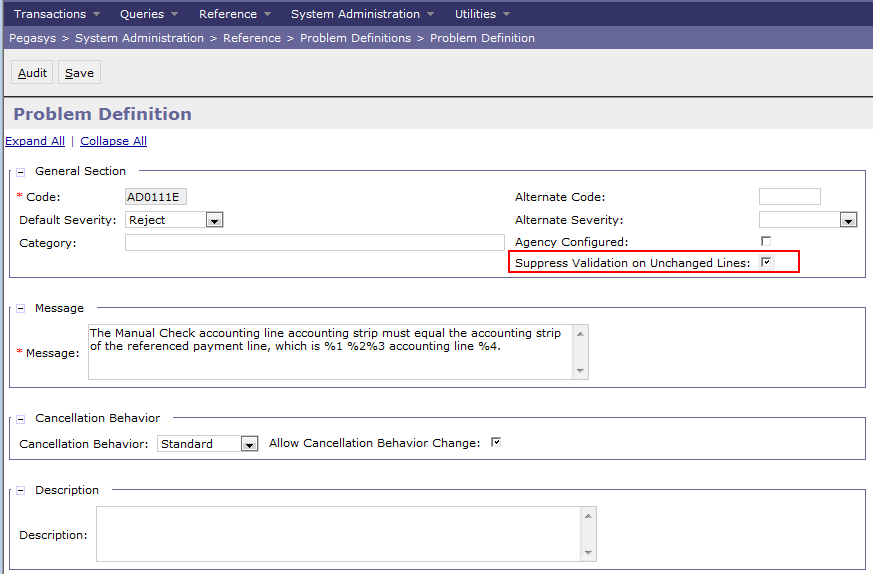 Transactions Queries Reference System Administration Utilities
Pegasys > System Administration > Reference > Problem Definitions > Problem Definition
Audit Save
Problem Definition
Expand All | Collapse All
General Section
* Code: AD0111E Alternate Code:
Default Severity: Reject Alternate Severity:
Category: Agency Configured:
Suppress Validation on Unchanged Lines:
Message
* Message: The Manual Check accounting line accounting strip must equal the accounting strip
of the referenced payment line, which is %1 %2%3 accounting line %4.
Cancellation Behavior
Cancellation Behavior: Standard Allow Cancellation Behavior Change:
Description
Description: